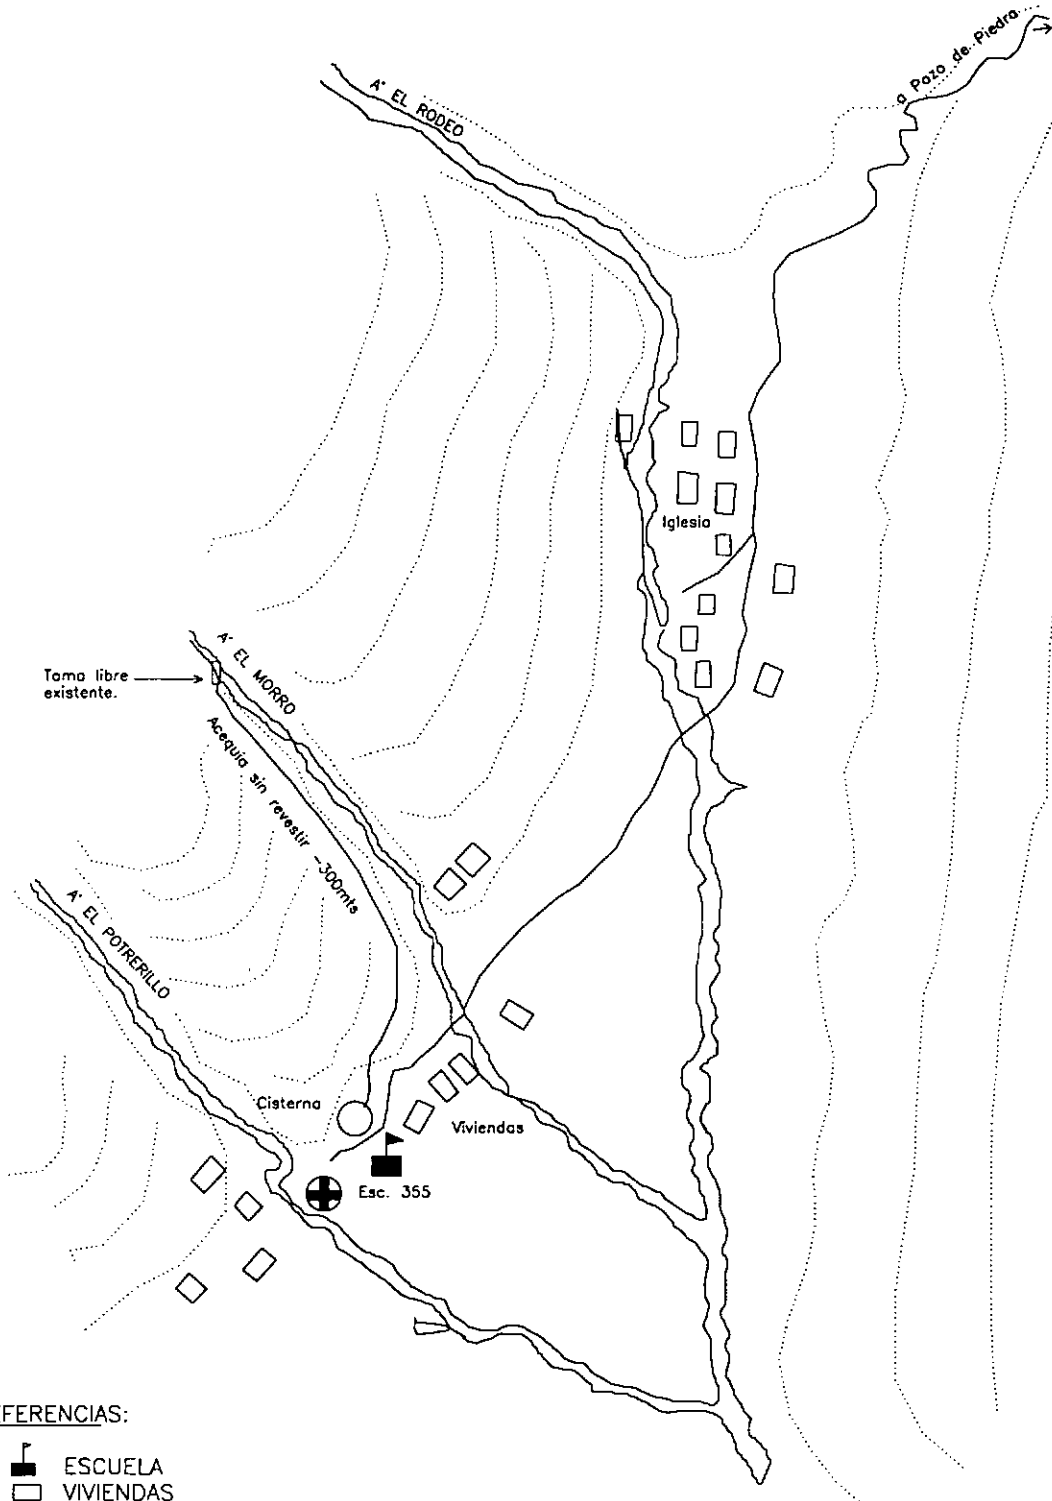 a Pozo de Piedra
A° EL RODEO
Iglesia
A° EL MORRO
Toma libre
existente.
Acequia sin revestir -300mts
A° EL POTRERILLO
Cisterna
Viviendas
Esc. 355
EFERENCIAS:
ESCUELA
VIVIENDAS